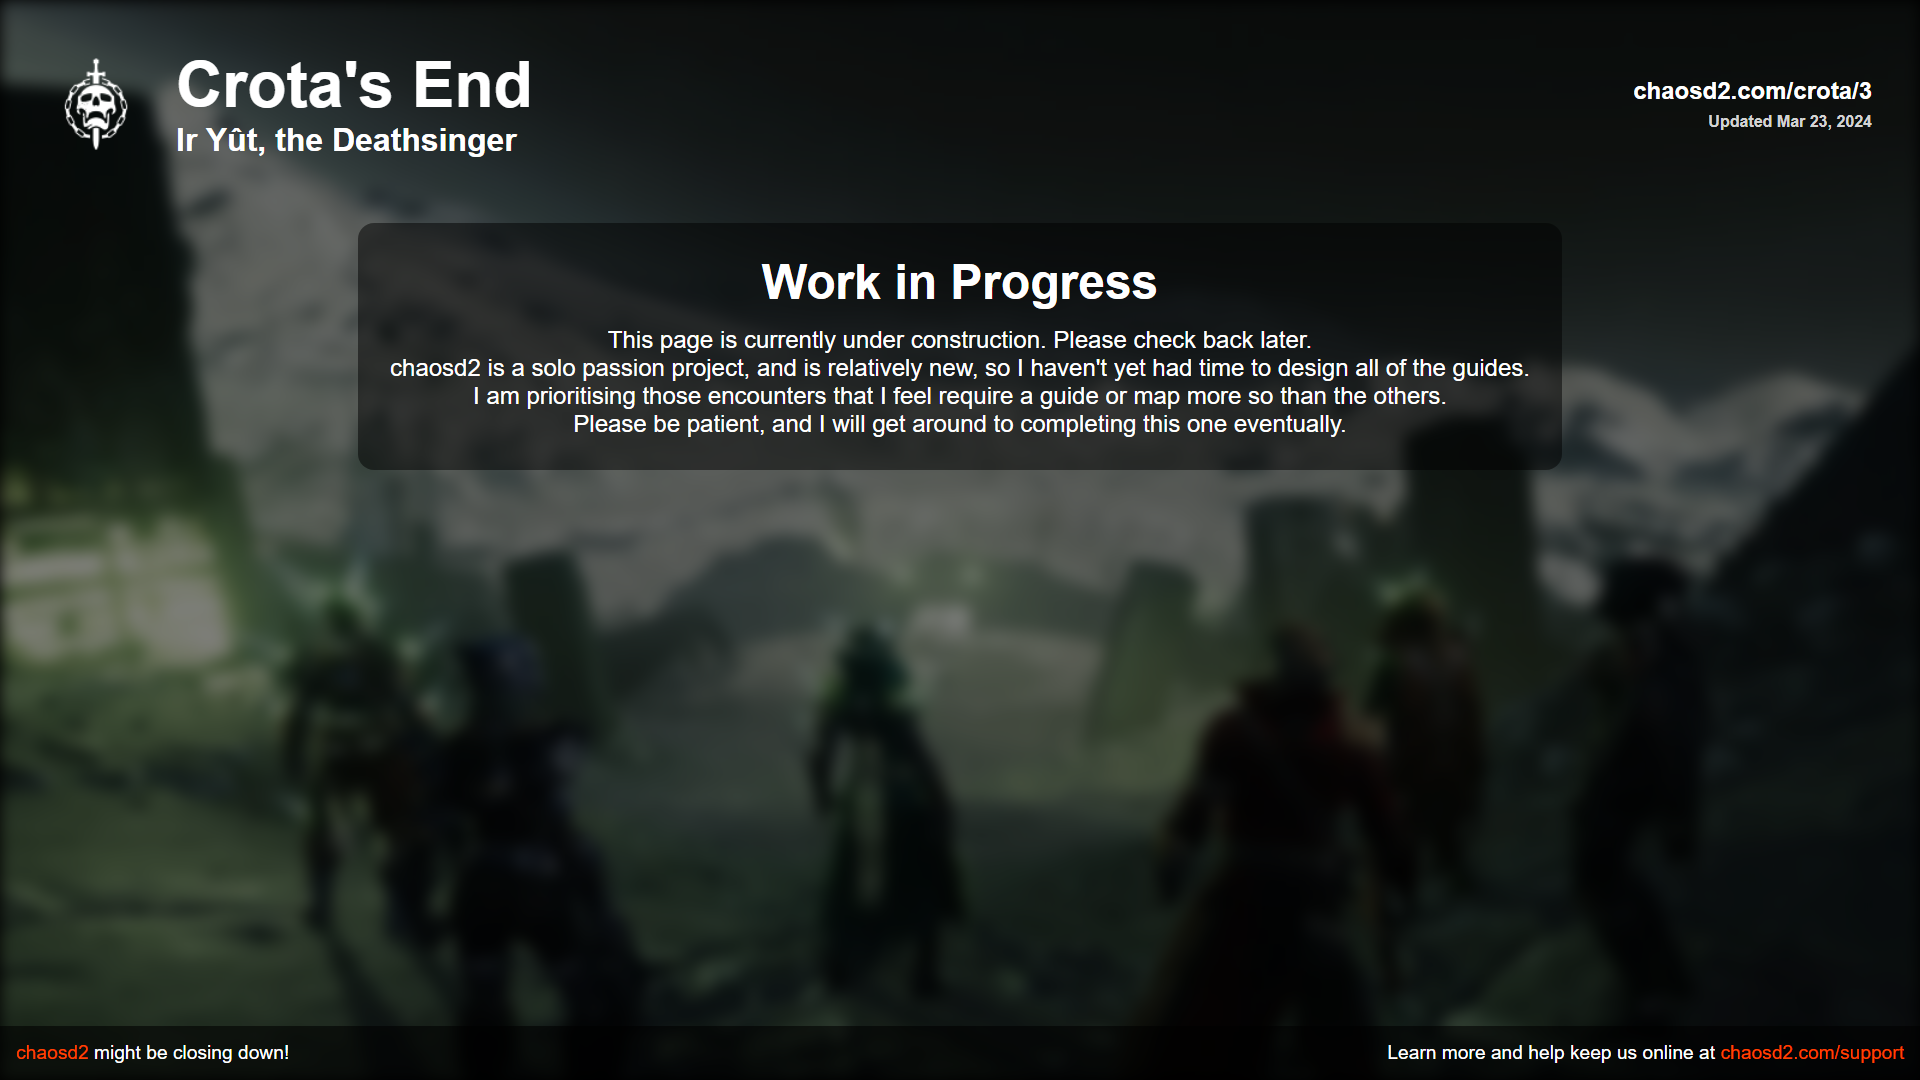 Crota's End
Ir Yût, the Deathsinger
chaosd2.com/crota/3
Updated Mar 23, 2024
Work in Progress
This page is currently under construction. Please check back later.
chaosd2 is a solo passion project, and is relatively new, so I haven't yet had time to design all of the guides.
I am prioritising those encounters that I feel require a guide or map more so than the others.
Please be patient, and I will get around to completing this one eventually.
chaosd2 might be closing down!
Learn more and help keep us online at chaosd2.com/support